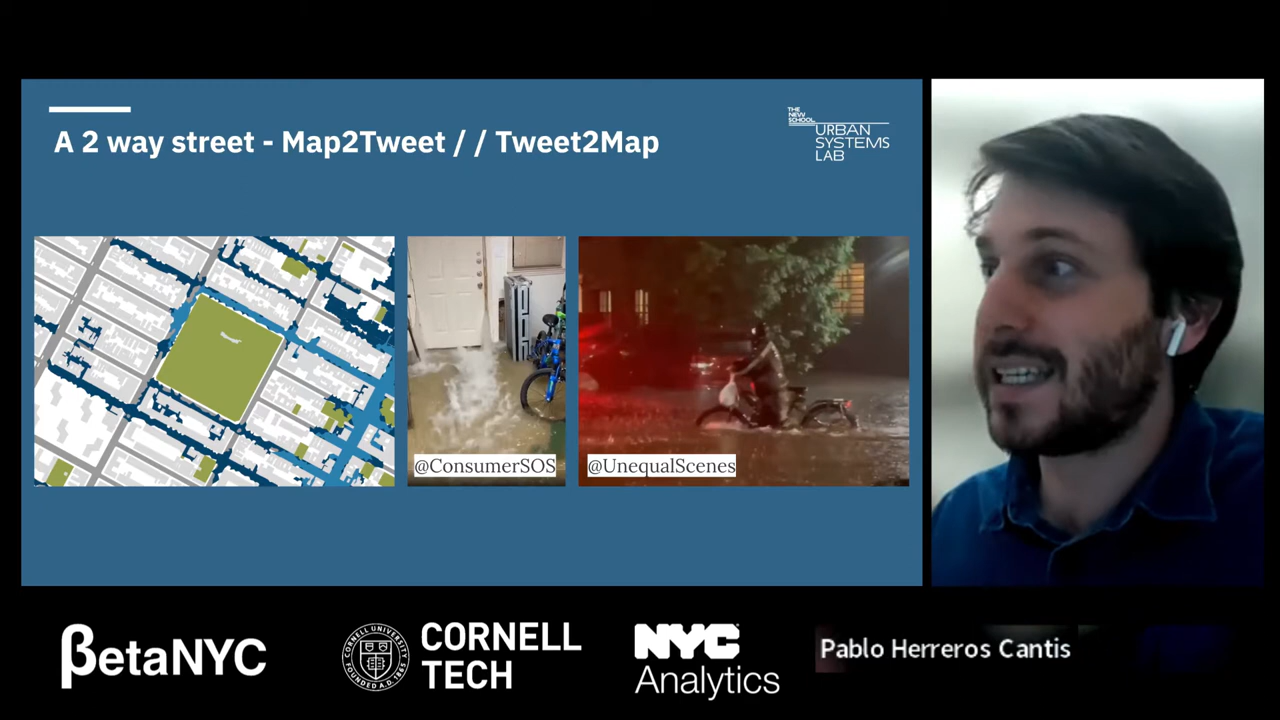 A 2 way street - Map2Tweet / / Tweet2Map
THE
NEW
SCHOOL
URBAN
SYSTEMS
LAB
@ConsumerSOS
@UnequalScenes
βetaNYC
CORNELL
TECH
NYC
Analytics
Pablo Herreros Cantis